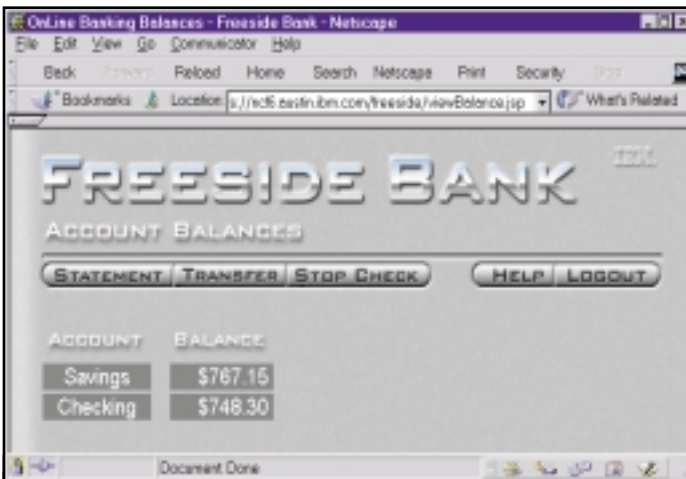 OnLine Banking Balances - Freeside Bank - Netscape
File Edit View Go Communicator Help
Back Forward Reload Home Search Netscape Print Security Stop
Bookmarks Location: s://nct6.austin.ibm.com/freeside/viewBalance.jsp What's Related
IBM
FREESIDE BANK
ACCOUNT BALANCES
STATEMENT TRANSFER STOP CHECK HELP LOGOUT
ACCOUNT BALANCE
Savings $767.15
Checking $748.30
Document Done